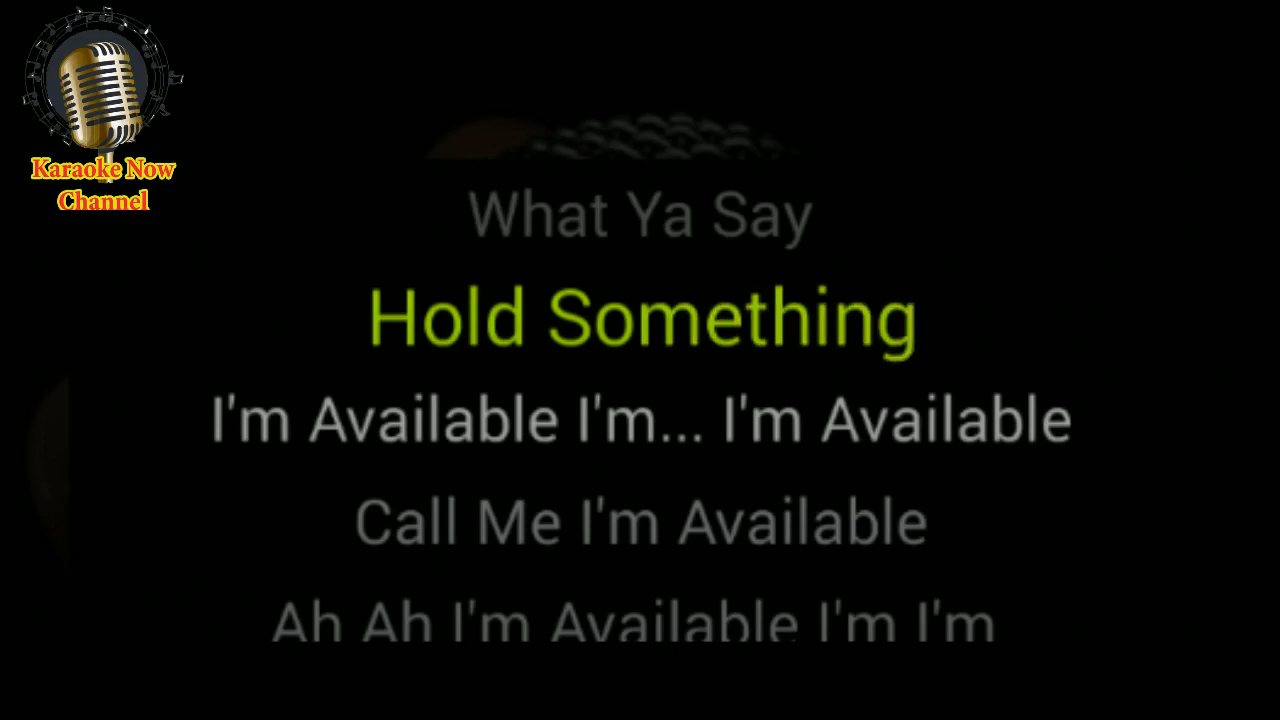 Karaoke Now
Channel
What Ya Say
Hold Something
I'm Available I'm... I'm Available
Call Me I'm Available
Ah Ah I'm Available I'm I'm